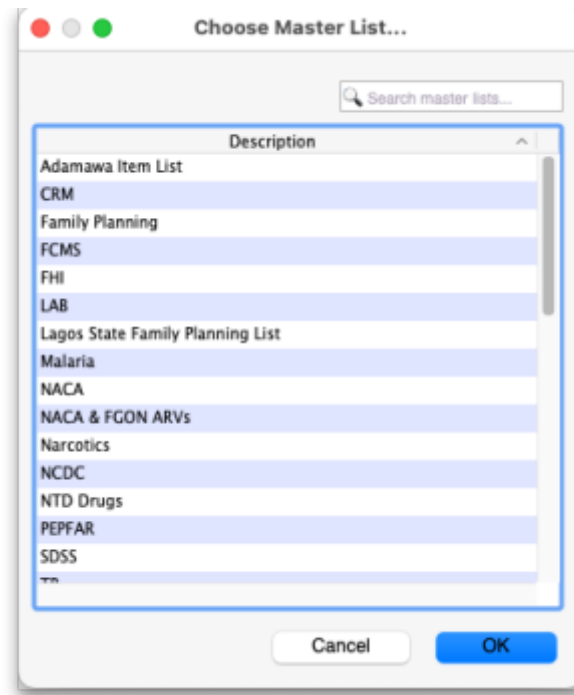 Choose Master List...
Search master lists...
Description
Adamawa Item List
CRM
Family Planning
FCMS
FHI
LAB
Lagos State Family Planning List
Malaria
NACA
NACA & FGON ARVs
Narcotics
NCDC
NTD Drugs
PEPFAR
SDSS
Cancel
OK